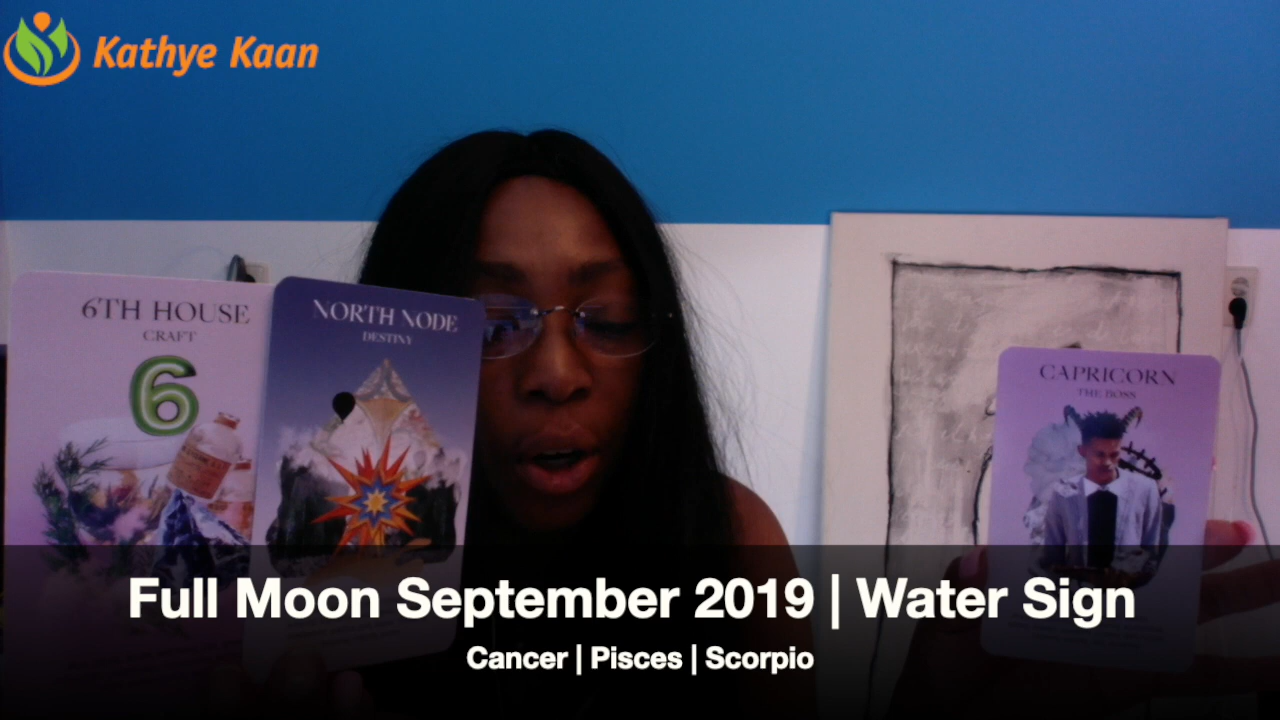 Kathye Kaan
6TH HOUSE
CRAFT
6
NORTH NODE
DESTINY
CAPRICORN
THE BOSS
Full Moon September 2019 | Water Sign
Cancer | Pisces | Scorpio